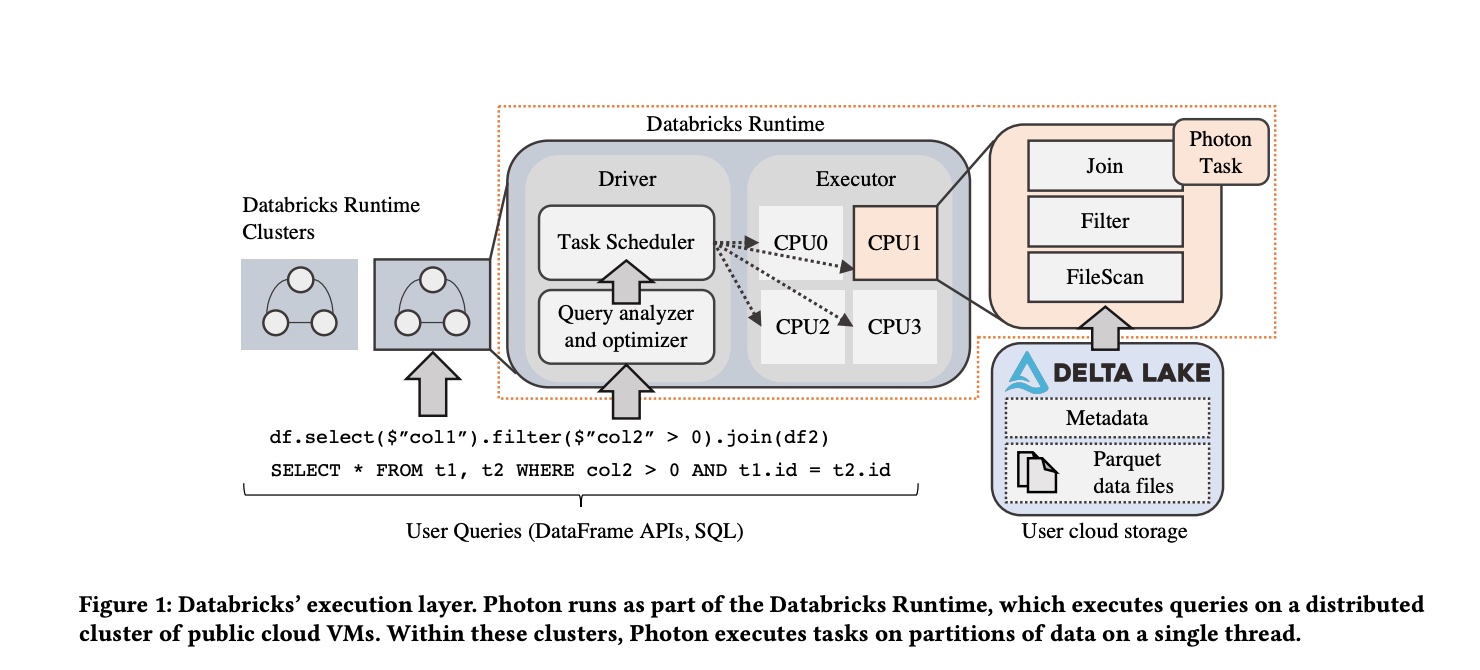 Databricks Runtime
Driver
Executor
Photon
Task
Join
Filter
FileScan
Databricks Runtime
Clusters
Task Scheduler
CPU0
CPU1
Query analyzer
and optimizer
CPU2
CPU3
DELTA LAKE
Metadata
Parquet
data files
df.select($”col1”).filter($”col2” > 0).join(df2)
SELECT * FROM t1, t2 WHERE col2 > 0 AND t1.id = t2.id
User Queries (DataFrame APIs, SQL)
User cloud storage
Figure 1: Databricks’ execution layer. Photon runs as part of the Databricks Runtime, which executes queries on a distributed
cluster of public cloud VMs. Within these clusters, Photon executes tasks on partitions of data on a single thread.